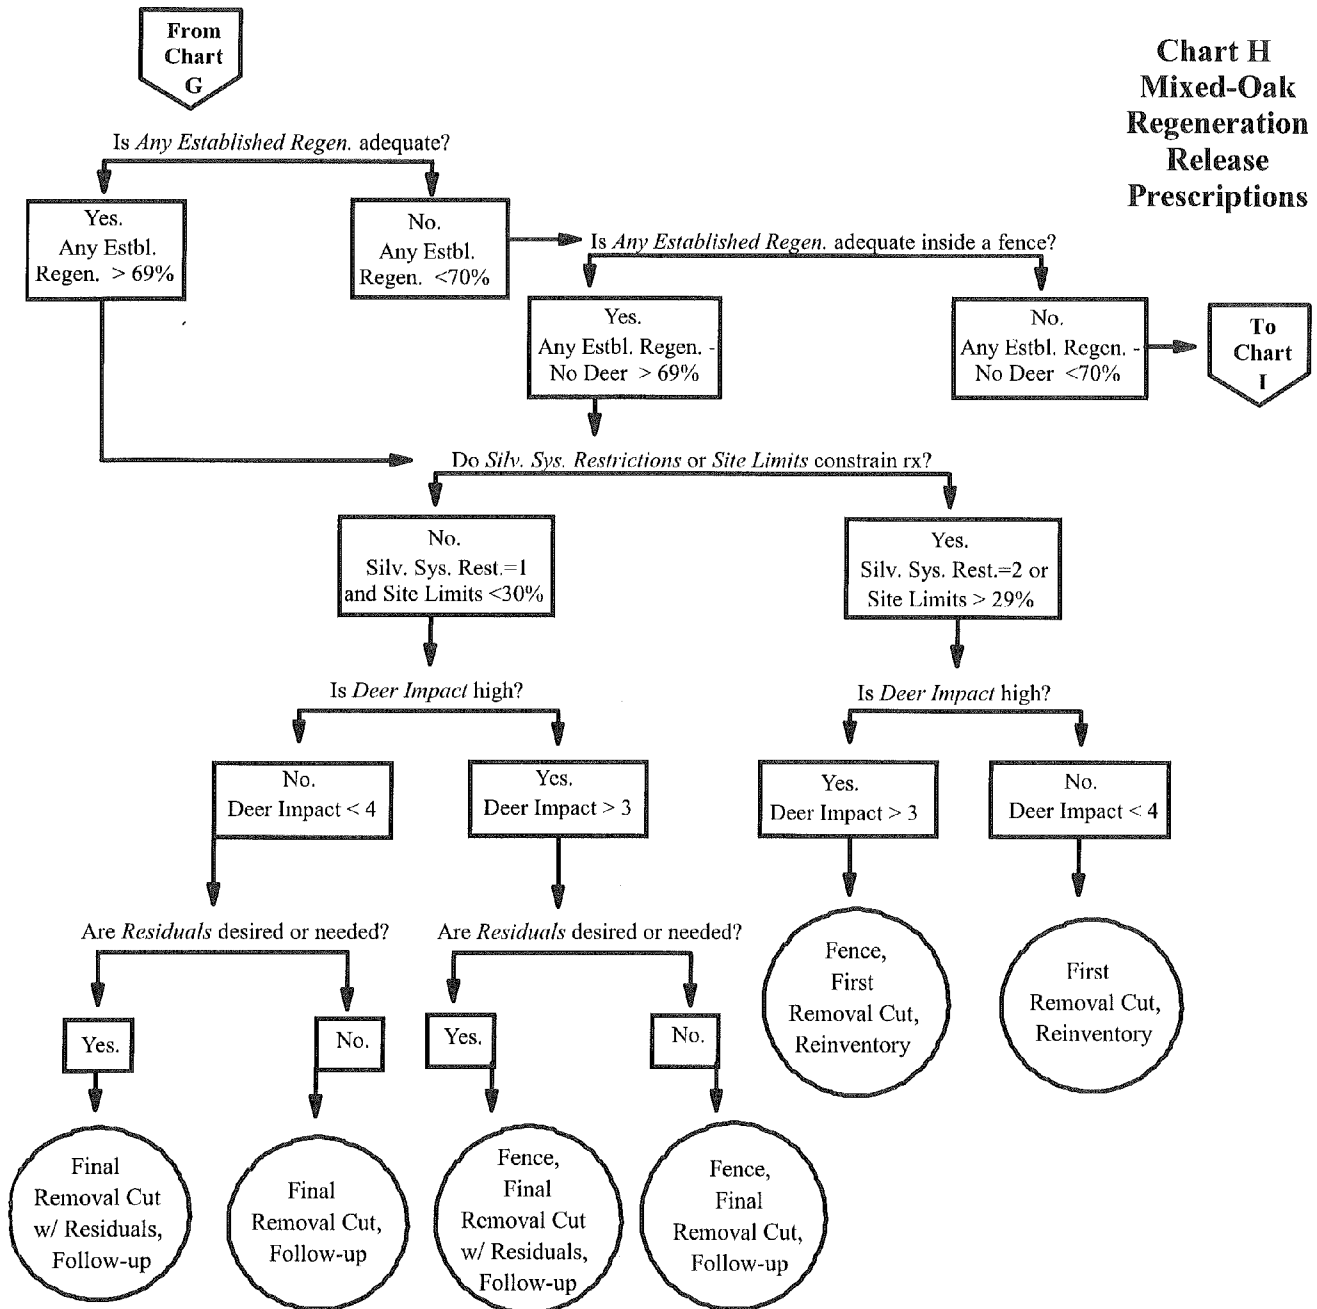 From
Chart
G
Chart H
Mixed-Oak
Regeneration
Release
Prescriptions
Is Any Established Regen. adequate?
Yes.
Any Estbl.
Regen. > 69%
No.
Any Estbl.
Regen. <70%
Is Any Established Regen. adequate inside a fence?
Yes.
Any Estbl. Regen. -
No Deer > 69%
No.
Any Estbl. Regen. -
No Deer <70%
To
Chart
I
Do Silv. Sys. Restrictions or Site Limits constrain rx?
No.
Silv. Sys. Rest.=1
and Site Limits <30%
Yes.
Silv. Sys. Rest.=2 or
Site Limits > 29%
Is Deer Impact high?
Is Deer Impact high?
No.
Deer Impact < 4
Yes.
Deer Impact > 3
Yes.
Deer Impact > 3
No.
Deer Impact < 4
Are Residuals desired or needed?
Are Residuals desired or needed?
Fence,
First
Removal Cut,
Reinventory
First
Removal Cut,
Reinventory
Yes.
No.
Yes.
No.
Final
Removal Cut
w/ Residuals,
Follow-up
Final
Removal Cut,
Follow-up
Fence,
Final
Removal Cut
w/ Residuals,
Follow-up
Fence,
Final
Removal Cut,
Follow-up